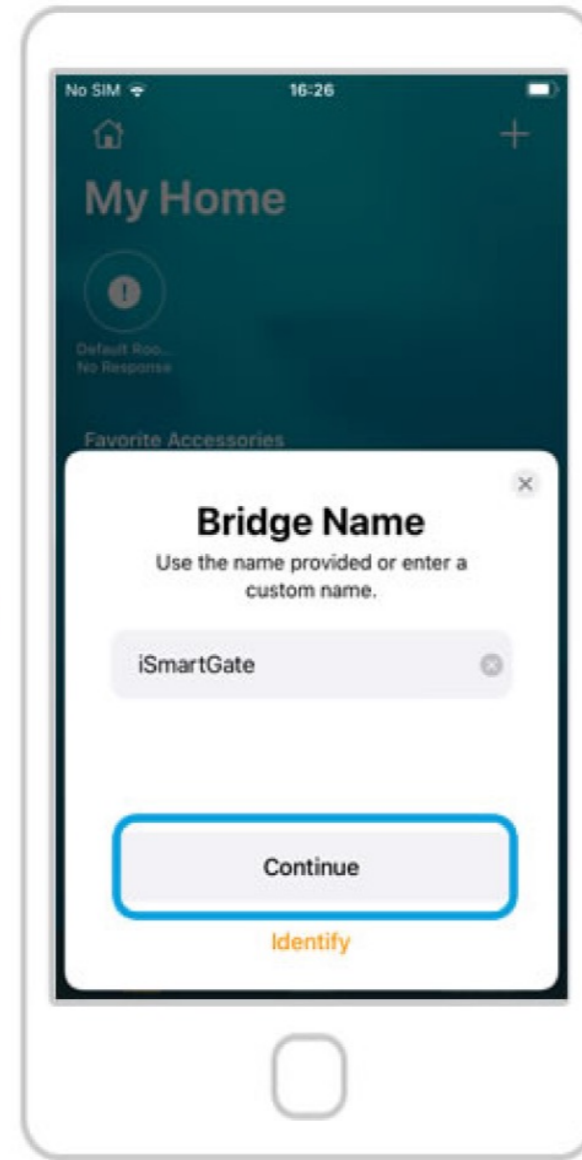 No SIM 16:26
My Home
Default Roo...
No Response
Favorite Accessories
Bridge Name
Use the name provided or enter a
custom name.
iSmartGate
Continue
Identify